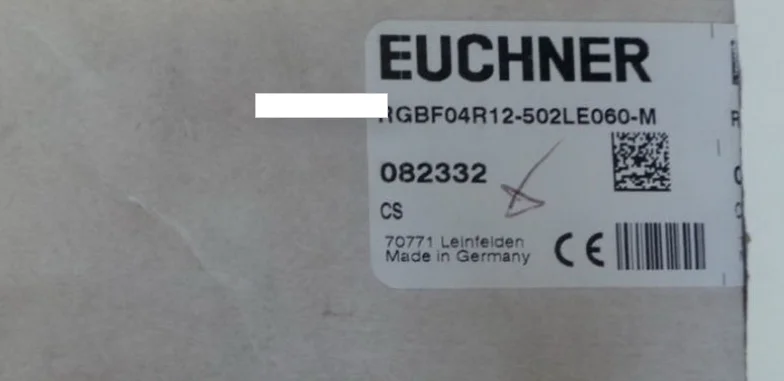 EUCHNER
RGBF04R12-502LE060-M
082332
CS
70771 Leinfelden
Made in Germany
CE